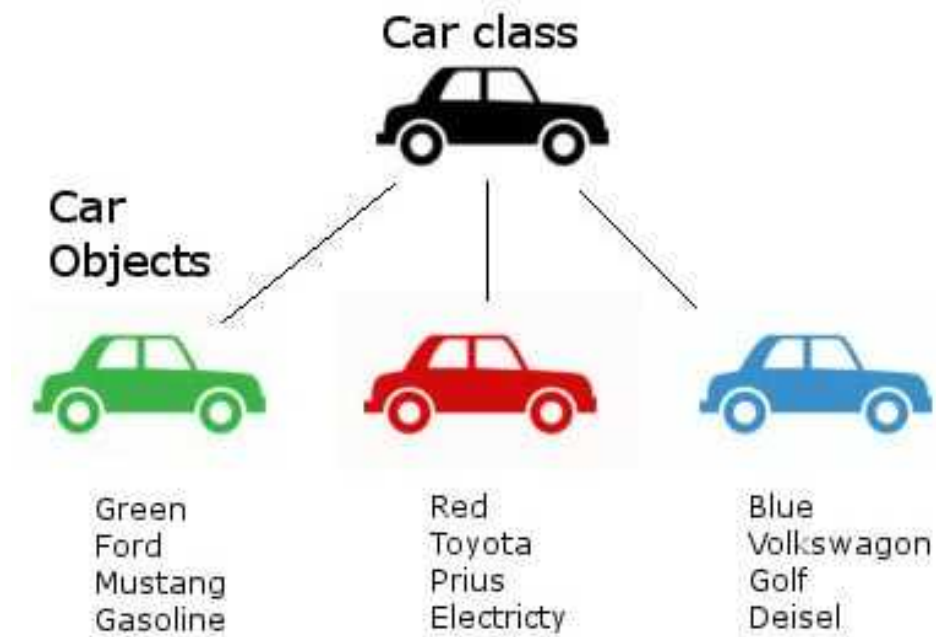 Car class
Car
Objects
Green
Ford
Mustang
Gasoline
Red
Toyota
Prius
Electricty
Blue
Volkswagon
Golf
Deisel